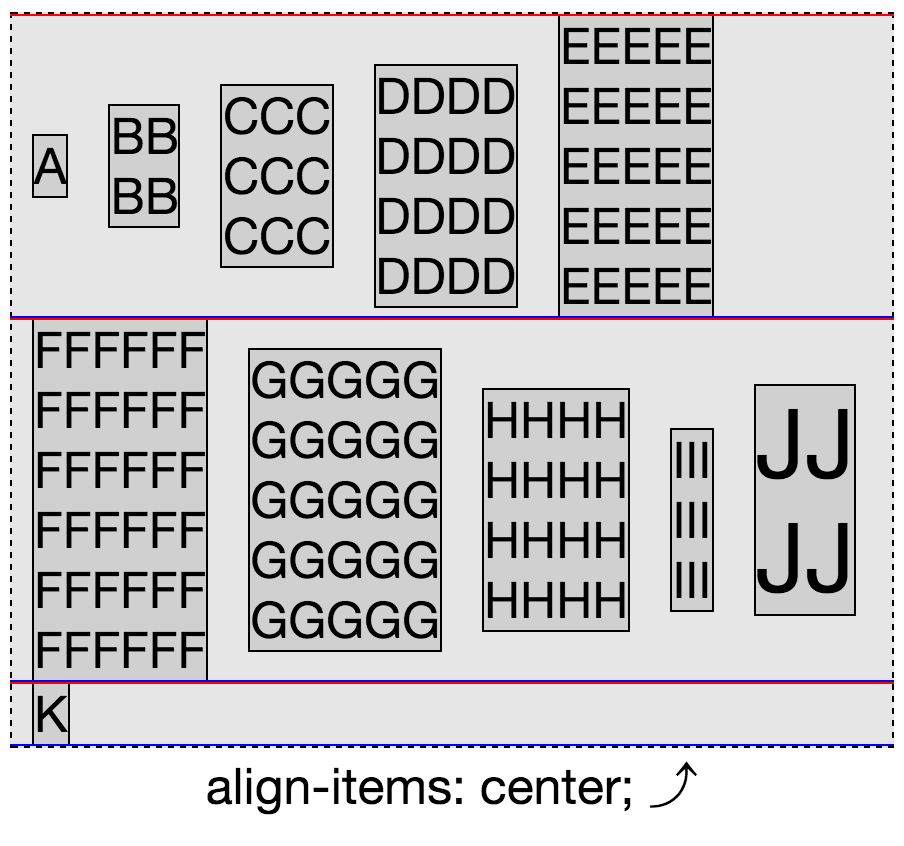 A
BB
BB
CCC
CCC
CCC
DDDD
DDDD
DDDD
DDDD
EEEEE
EEEEE
EEEEE
EEEEE
EEEEE
FFFFFF
FFFFFF
FFFFFF
FFFFFF
FFFFFF
FFFFFF
GGGGG
GGGGG
GGGGG
GGGGG
GGGGG
HHHH
HHHH
HHHH
HHHH
III
III
III
JJ
JJ
K
align-items: center;